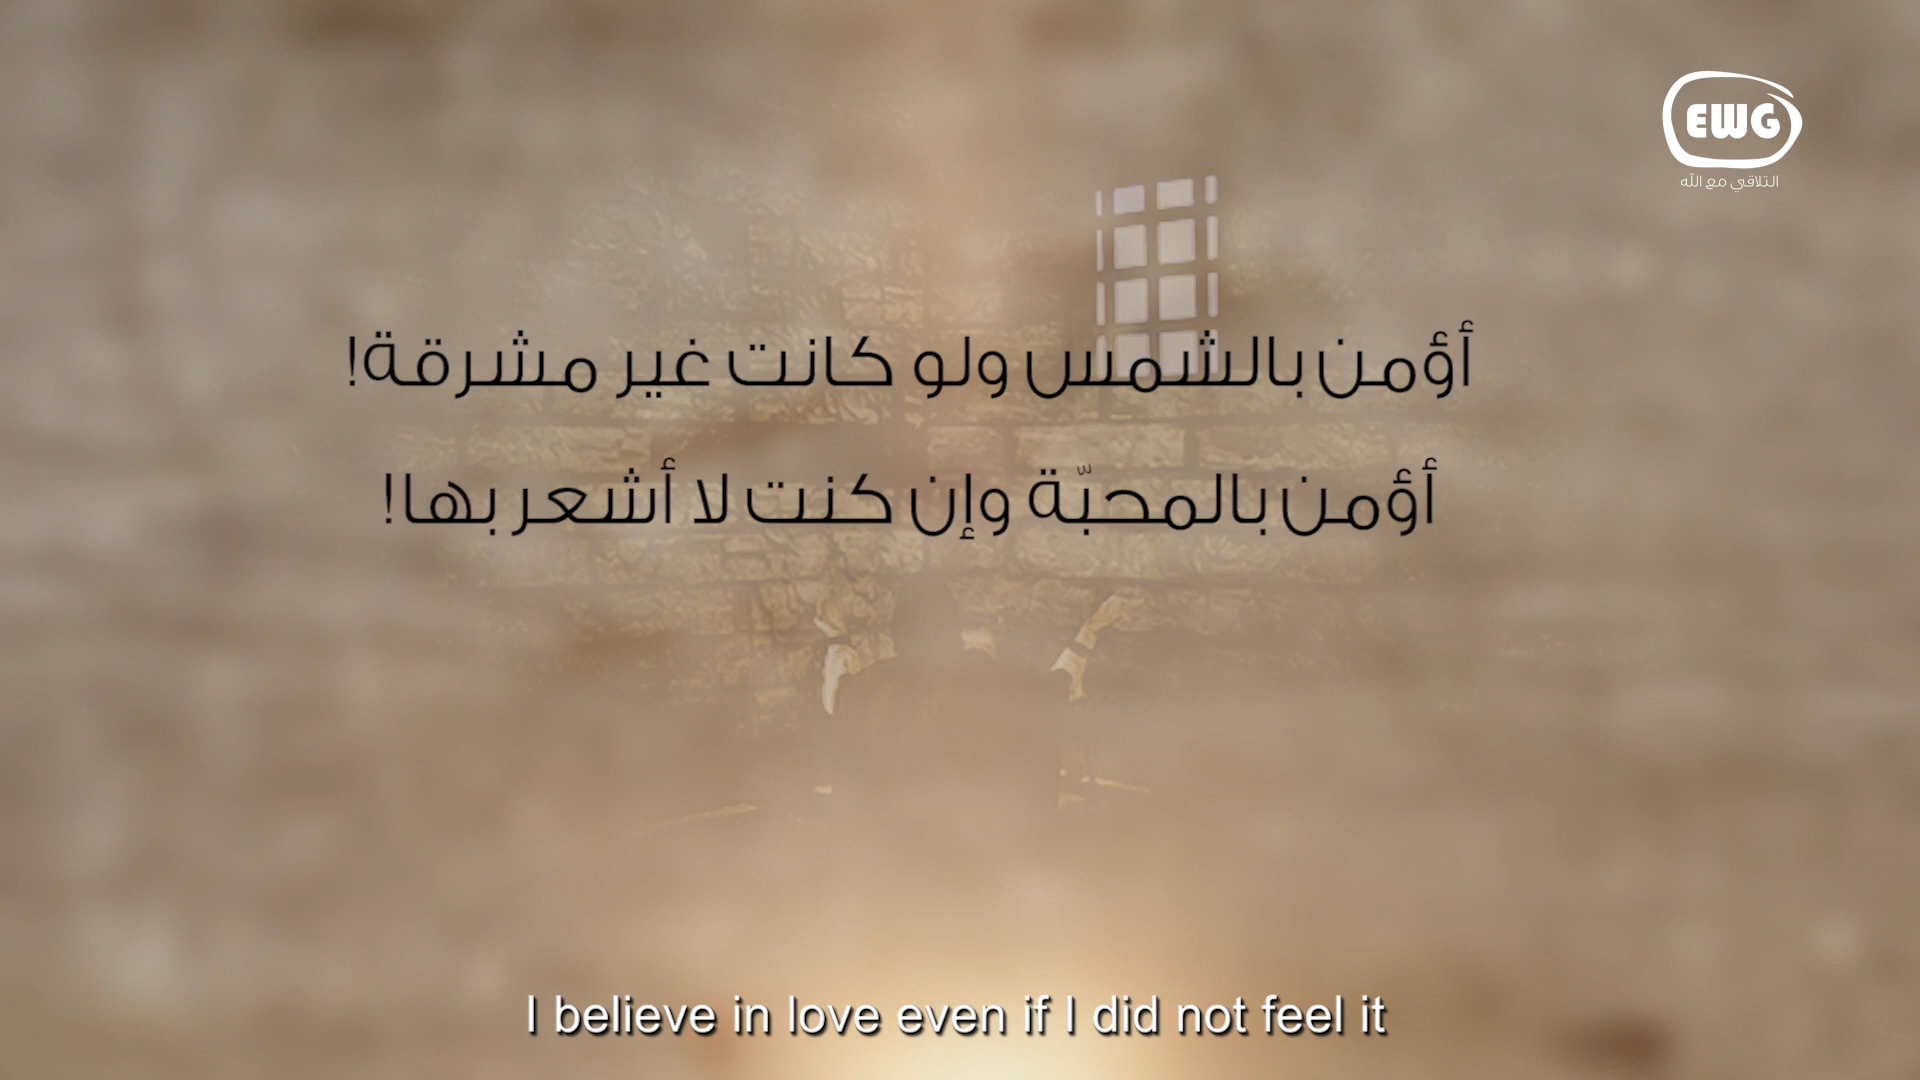 EWG
التلاقي مع الله
أؤمن بالشمس ولو كانت غير مشرقة!
أؤمن بالمحبّة وإن كنت لا أشعر بها!
I believe in love even if I did not feel it